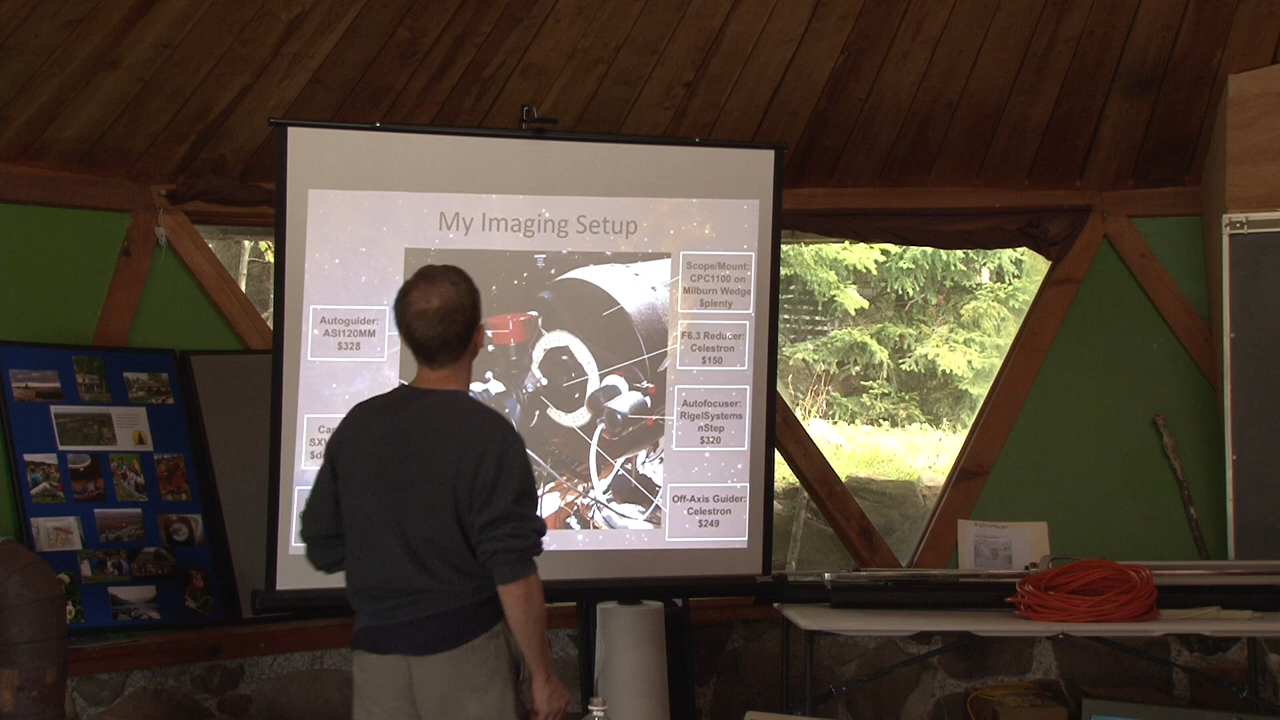 My Imaging Setup
Autoguider:
ASI120MM
$328
Scope/Mount:
CPC1100 on
Milburn Wedge
$plenty
F6.3 Reducer:
Celestron
$150
Autofocuser:
RigelSystems
nStep
$320
Off-Axis Guider:
Celestron
$249